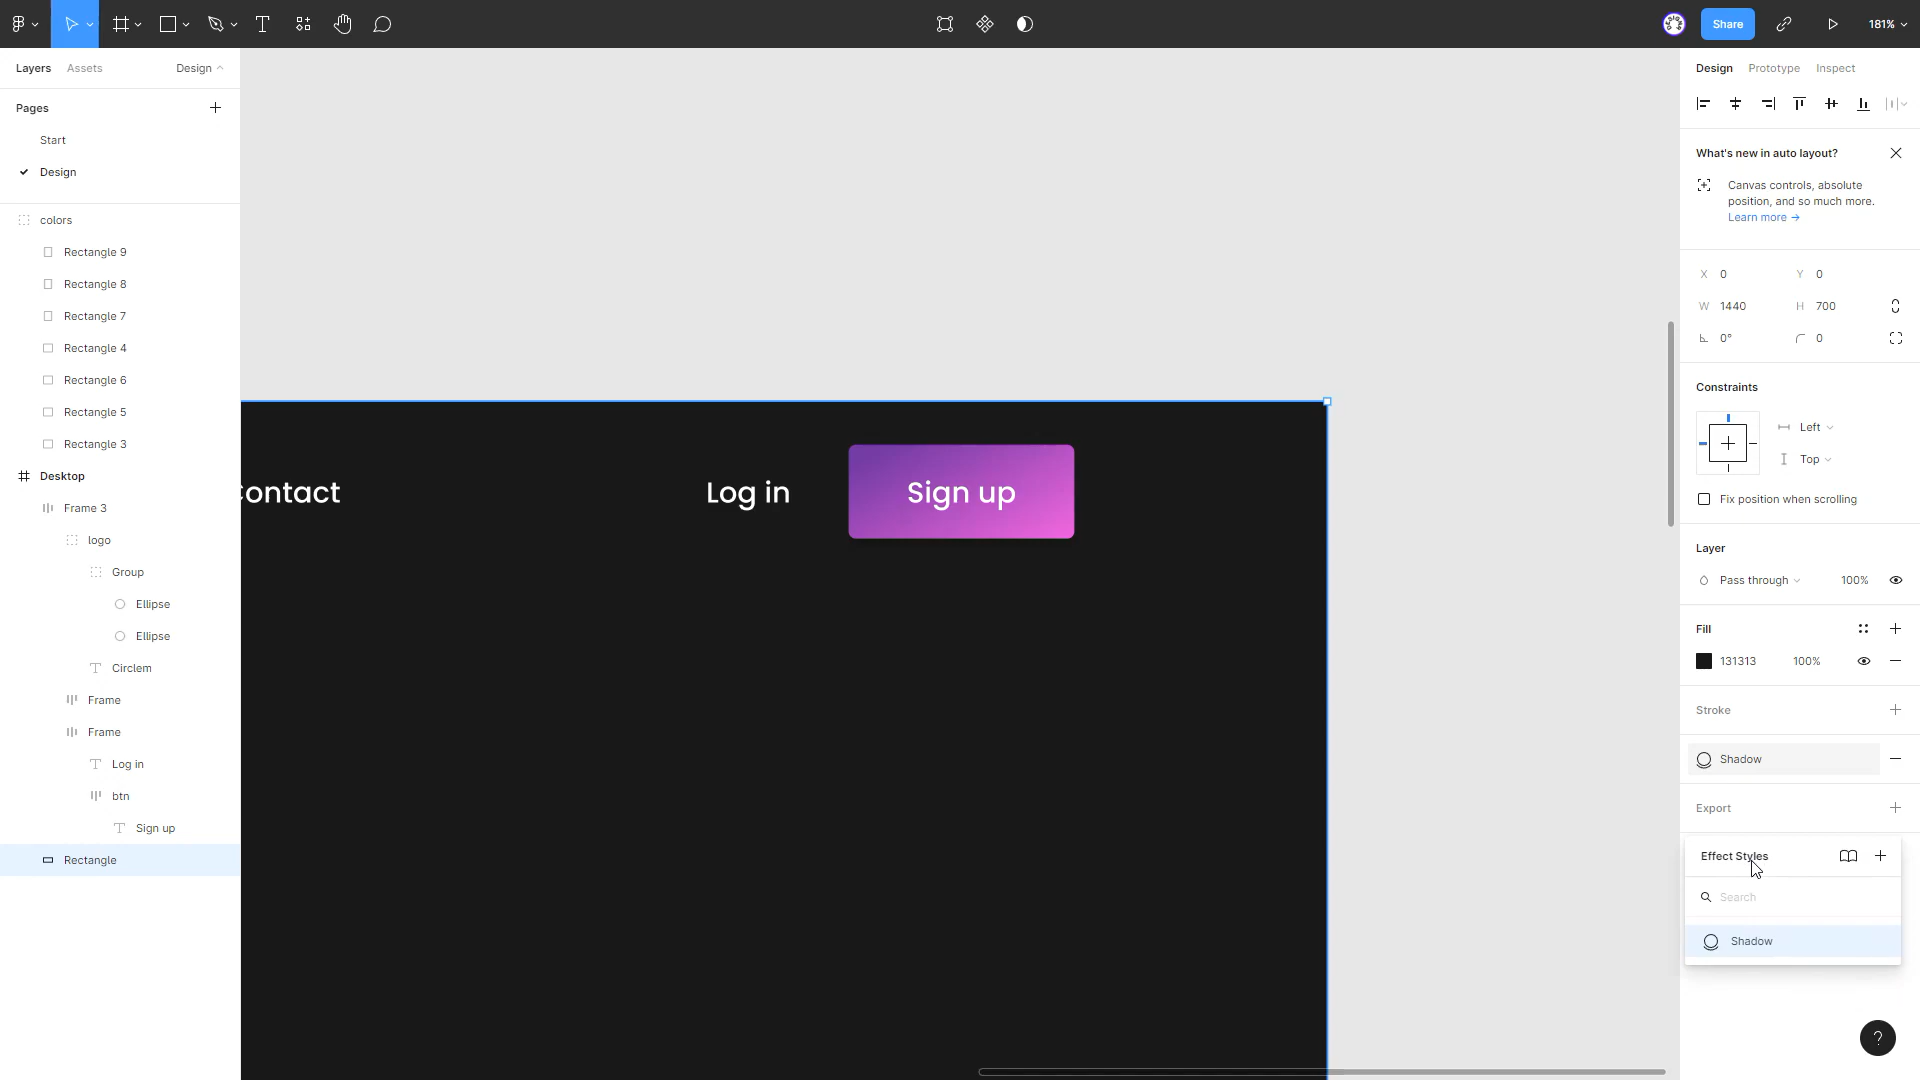 Share
181%
Layers
Assets
Design
Pages
Start
Design
colors
Rectangle 9
Rectangle 8
Rectangle 7
Rectangle 4
Rectangle 6
Rectangle 5
Rectangle 3
Desktop
Frame 3
logo
Group
Ellipse
Ellipse
Circlem
Frame
Frame
Log in
btn
Sign up
Rectangle
Contact
Log in
Sign up
Design
Prototype
Inspect
What's new in auto layout?
Canvas controls, absolute
position, and so much more.
Learn more →
X 0
Y 0
W 1440
H 700
0°
0
Constraints
Left
Top
Fix position when scrolling
Layer
Pass through
100%
Fill
131313
100%
Stroke
Shadow
Export
Effect Styles
Search
Shadow
?